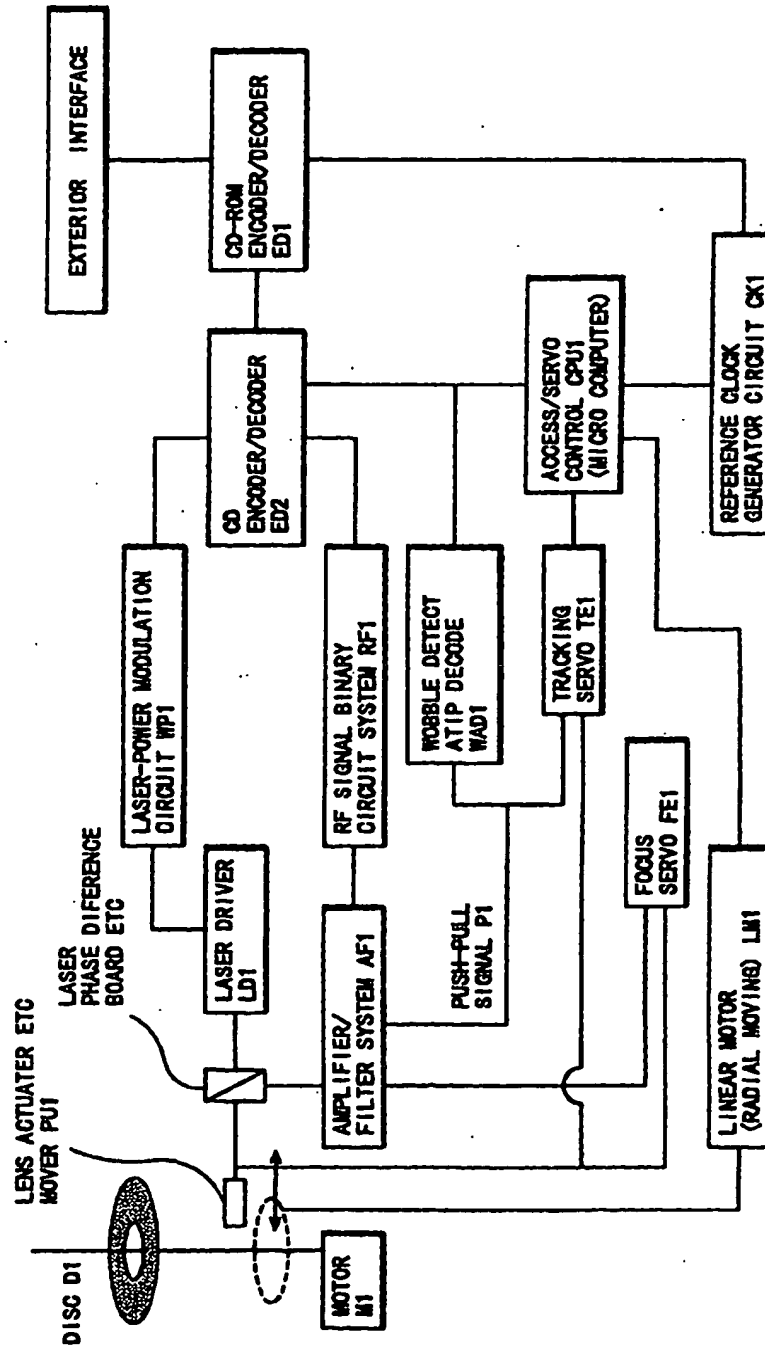 DISC D1
LENS ACTUATER ETC
MOVER PU1
LASER
PHASE DIFERENCE
BOARD ETC
MOTOR
M1
LASER DRIVER
LD1
LASER-POWER MODULATION
CIRCUIT WP1
AMPLIFIER/
FILTER SYSTEM AF1
RF SIGNAL BINARY
CIRCUIT SYSTEM RF1
CD
ENCODER/DECODER
ED2
CD-ROM
ENCODER/DECODER
ED1
EXTERIOR INTERFACE
PUSH-PULL
SIGNAL P1
WOBBLE DETECT
ATIP DECODE
WAD1
TRACKING
SERVO TE1
ACCESS/SERVO
CONTROL CPU1
(MICRO COMPUTER)
FOCUS
SERVO FE1
LINEAR MOTOR
(RADIAL MOVING) LM1
REFERENCE CLOCK
GENERATOR CIRCUIT CK1